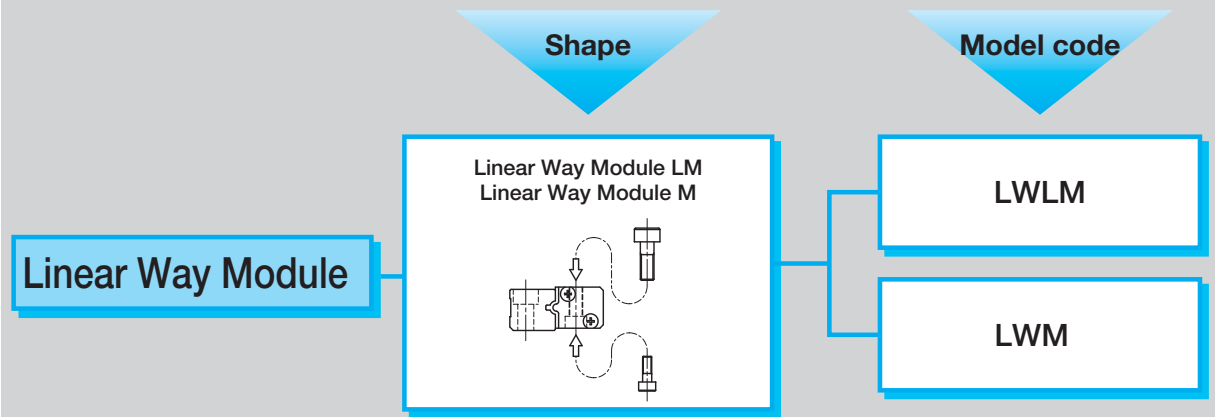 Shape
Model code
Linear Way Module
Linear Way Module LM
Linear Way Module M
LWLM
LWM